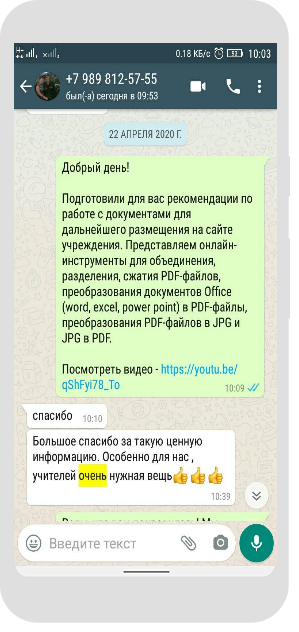 0.18 КБ/с 52 10:03
+7 989 812-57-55
был(-а) сегодня в 09:53
22 АПРЕЛЯ 2020 Г.
Добрый день!
Подготовили для вас рекомендации по
работе с документами для
дальнейшего размещения на сайте
учреждения. Представляем онлайн-
инструменты для объединения,
разделения, сжатия PDF-файлов,
преобразования документов Office
(word, excel, power point) в PDF-файлы,
преобразования PDF-файлов в JPG и
JPG в PDF.
Посмотреть видео - https://youtu.be/
qShFyi78_To
10:09
спасибо 10:10
Большое спасибо за такую ценную
информацию. Особенно для нас ,
учителей очень нужная вещь👍👍👍
10:39
Введите текст